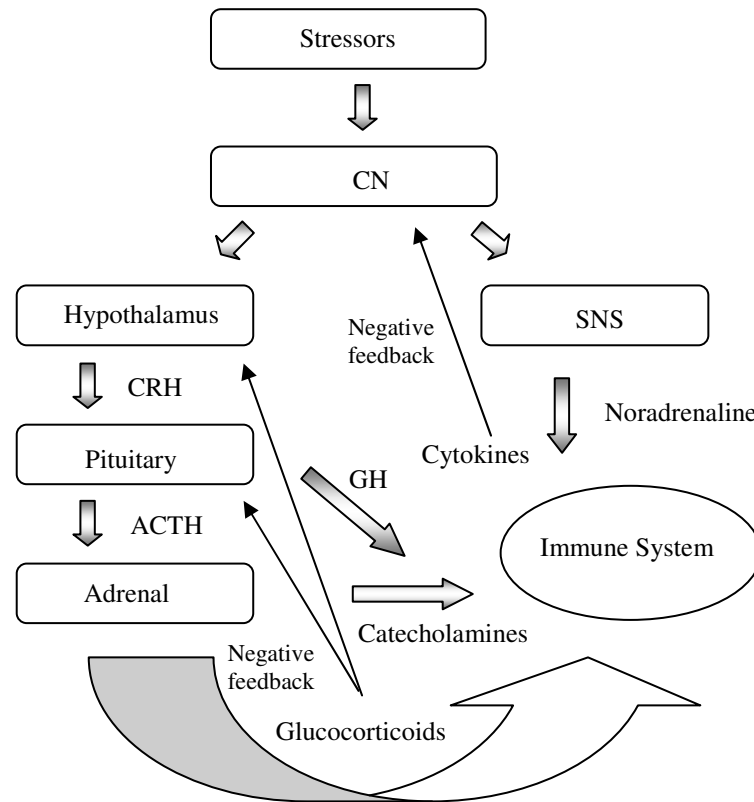 Stressors
CN
Hypothalamus
SNS
Negative
feedback
CRH
Noradrenaline
Cytokines
Pituitary
GH
ACTH
Immune System
Adrenal
Catecholamines
Negative
feedback
Glucocorticoids